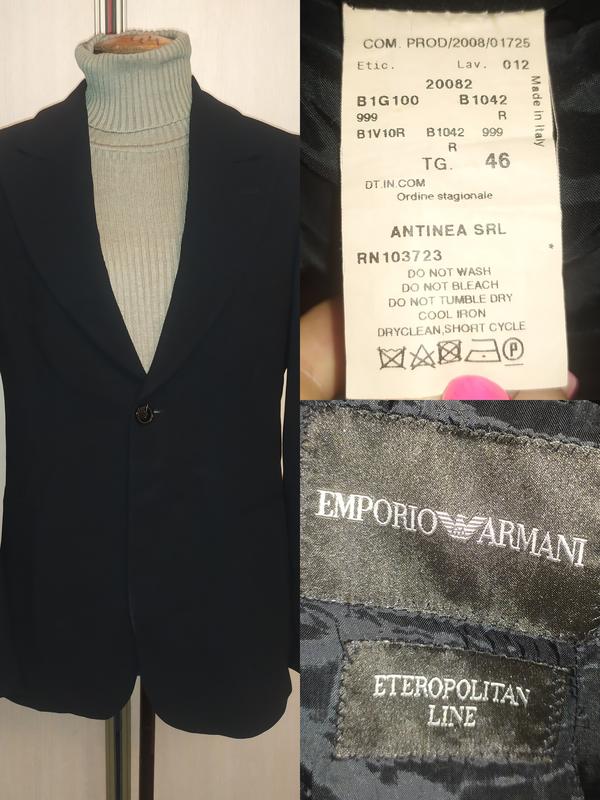 COM. PROD/2008/01725
Etic. Lav. 012
20082
B1G100 B1042
999 R
B1V10R B1042 999
R
TG. 46
Made in Italy
DT.IN.COM
Ordine stagionale
ANTINEA SRL
*
RN103723
DO NOT WASH
DO NOT BLEACH
DO NOT TUMBLE DRY
COOL IRON
DRYCLEAN,SHORT CYCLE
P
EMPORIO ARMANI
ETEROPOLITAN
LINE